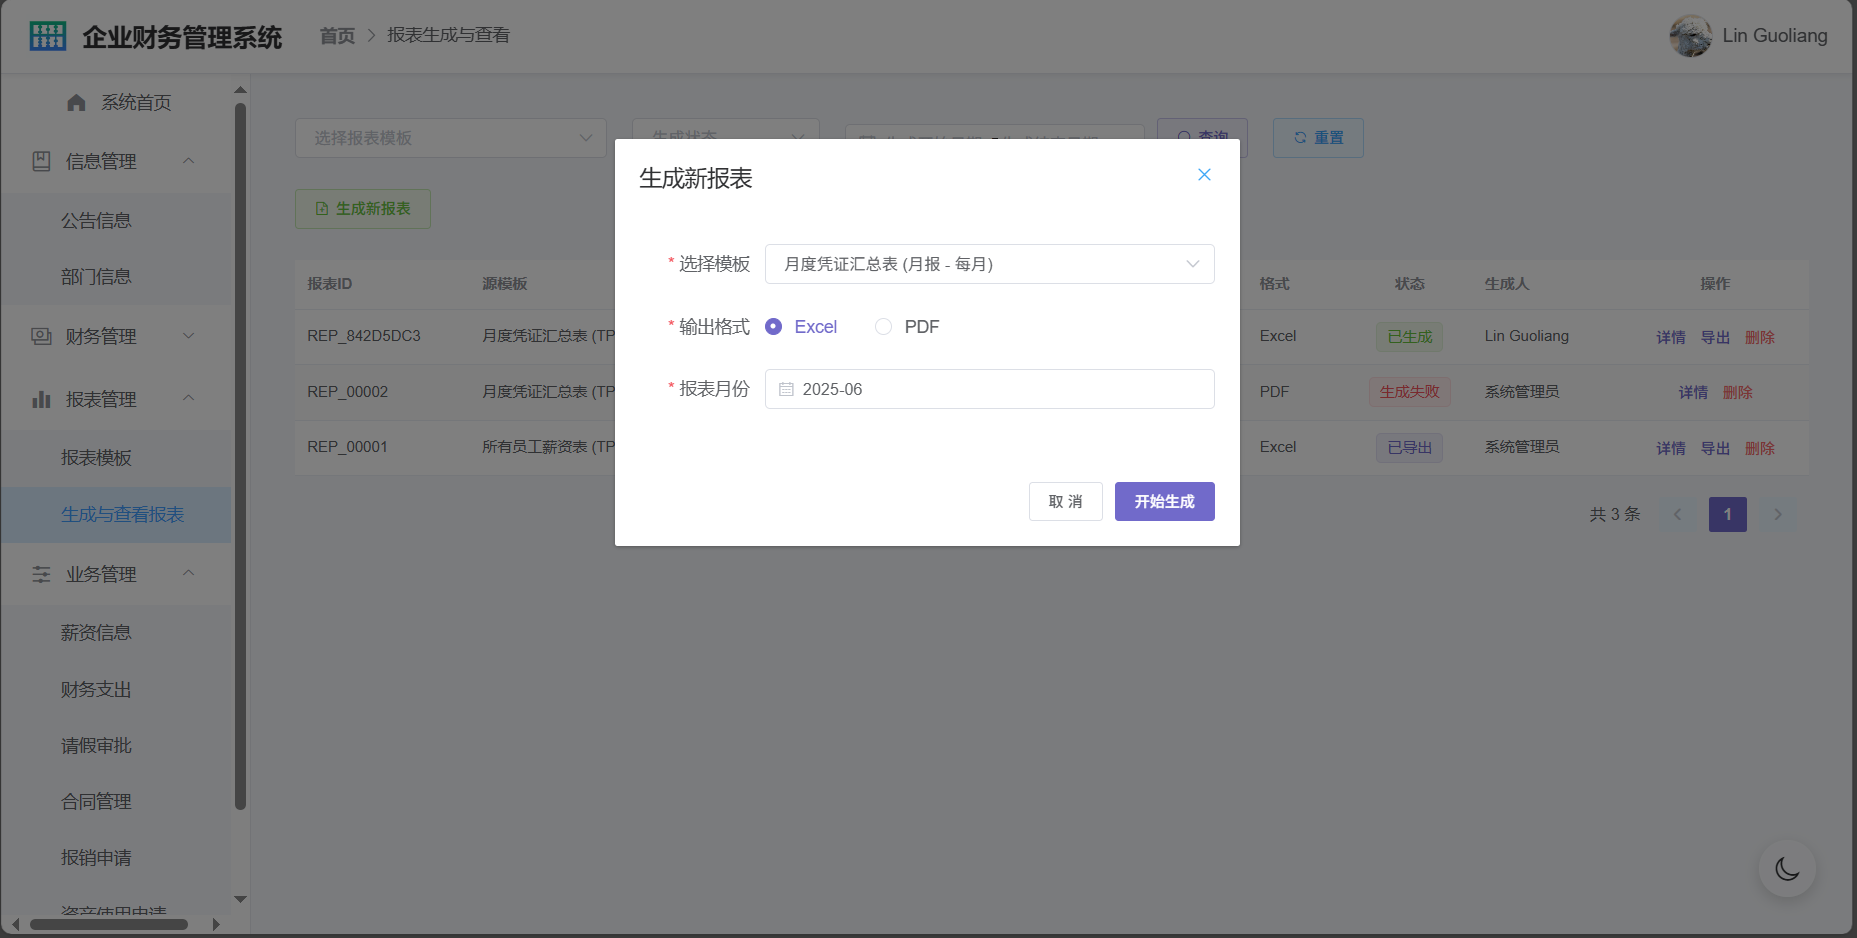 企业财务管理系统
首页 > 报表生成与查看
Lin Guoliang
系统首页
信息管理
公告信息
部门信息
财务管理
报表管理
报表模板
生成与查看报表
业务管理
薪资信息
财务支出
请假审批
合同管理
报销申请
资产使用申请
选择报表模板
生成状态
查询
重置
生成新报表
报表ID 源模板 格式 状态 生成人 操作
REP_842D5DC3 月度凭证汇总表 (TP Excel 已生成 Lin Guoliang 详情 导出 删除
REP_00002 月度凭证汇总表 (TP PDF 生成失败 系统管理员 详情 删除
REP_00001 所有员工薪资表 (TP Excel 已导出 系统管理员 详情 导出 删除
共 3 条
1
生成新报表
* 选择模板 月度凭证汇总表 (月报 - 每月)
* 输出格式 Excel PDF
* 报表月份 2025-06
取 消 开始生成